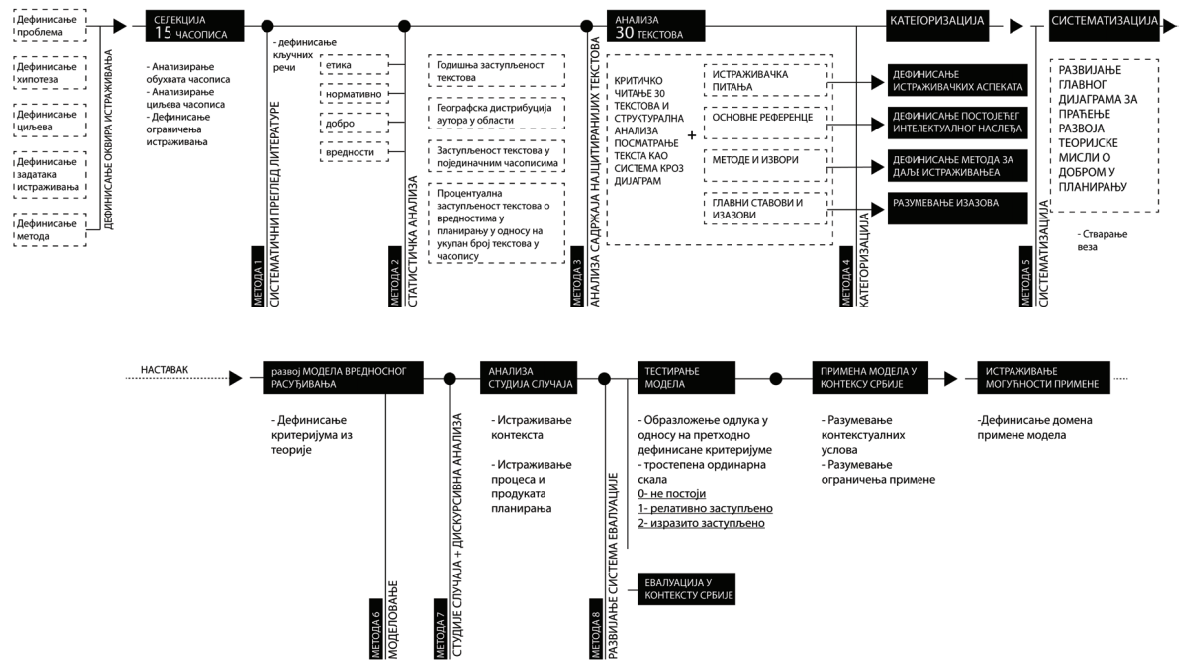 Дефинисање
проблема
Дефинисање
хипотеза
Дефинисање
циљева
Дефинисање
задатака
истраживања
Дефинисање
метода
ДЕФИНИСАЊЕ ОКВИРА ИСТРАЖИВАЊА
СЕЛЕКЦИЈА
15 ЧАСОПИСА
- Анатизирање
обухвата часописа
- Анатизирање
циљева часописа
- Дефинисање
ограничења
истраживања
МЕТОДА 1
СИСТЕМАТИЧНИ ПРЕГЛЕД ЛИТЕРАТУРЕ
- дефинисање
кључних
речи
етика
нормативно
добро
вредности
МЕТОДА 2
СТАТИСТИЧКА АНАЛИЗА
Годишња заступљеност
текстова
Географска дистрибуција
аутора у области
Заступљеност текстова у
појединачним часописима
Процентуална
заступљеност текстова о
вредностима у
планирању у односу на
укупан број текстова у
часопису
МЕТОДА 3
АНАЛИЗА САДРЖАЈА НАЈЦИТИРАНИЈИХ ТЕКСТОВА
АНАЛИЗА
30 ТЕКСТОВА
КРИТИЧКО
ЧИТАЊЕ 30
ТЕКСТОВА И
СТРУКТУРАЛНА
АНАЛИЗА
ПОСМАТРАЊЕ
ТЕКСТА КАО
СИСТЕМА КРОЗ
ДИЈАГРАМ
+
ИСТРАЖИВАЧКА
ПИТАЊА
ОСНОВНЕ РЕФЕРЕНЦЕ
МЕТОДЕ И ИЗВОРИ
ГЛАВНИ СТАВОВИ И
ИЗАЗОВИ
МЕТОДА 4
КАТЕГОРИЗАЦИЈА
КАТЕГОРИЗАЦИЈА
ДЕФИНИСАЊЕ
ИСТРАЖИВАЧКИХ АСПЕКАТА
ДЕФИНИСАЊЕ ПОСТОЈЕЋЕГ
ИНТЕЛЕКТУАЛНОГ НАСЛЕЂА
ДЕФИНИСАЊЕ МЕТОДА ЗА
ДАЉЕ ИСТРАЖИВАЊЕА
РАЗУМЕВАЊЕ ИЗАЗОВА
МЕТОДА 5
СИСТЕМАТИЗАЦИЈА
СИСТЕМАТИЗАЦИЈА
РАЗВИЈАЊЕ
ГЛАВНОГ
ДИЈАГРАМА ЗА
ПРАЋЕЊЕ
РАЗВОЈА
ТЕОРИЈСКЕ
МИСЛИ О
ДОБРОМ У
ПЛАНИРАЊУ
- Стварање
веза
НАСТАВАК
развој МОДЕЛА ВРЕДНОСНОГ
РАСУЂИВАЊА
- Дефинисање
критеријума из
теорије
МЕТОДА 6
МОДЕЛОВАЊЕ
МЕТОДА 7
СТУДИЈЕ СЛУЧАЈА + ДИСКУРСИВНА АНАЛИЗА
АНАЛИЗА
СТУДИЈА СЛУЧАЈА
- Истраживање
контекста
- Истраживање
процеса и
продуката
планирања
МЕТОДА 8
РАЗВИЈАЊЕ СИСТЕМА ЕВАЛУАЦИЈЕ
ТЕСТИРАЊЕ
МОДЕЛА
- Образложење одлука у
односу на претходно
дефинисане критеријуме
- тростепена ординарна
скала
0- не постоји
1- релативно заступљено
2- изразито заступљено
ЕВАЛУАЦИЈА У
КОНТЕКСТУ СРБИЈЕ
ПРИМЕНА МОДЕЛА У
КОНТЕКСУ СРБИЈЕ
- Разумевање
контекстуалних
услова
- Разумевање
ограничења примене
ИСТРАЖИВАЊЕ
МОГУЋНОСТИ ПРИМЕНЕ
-Дефинисање домена
примене модела